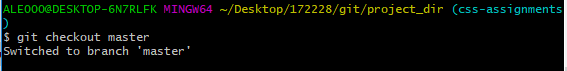 ALEOOO@DESKTOP-6N7RLFK MINGW64 ~/Desktop/172228/git/project_dir (css-assignments
)
$ git checkout master
Switched to branch 'master'